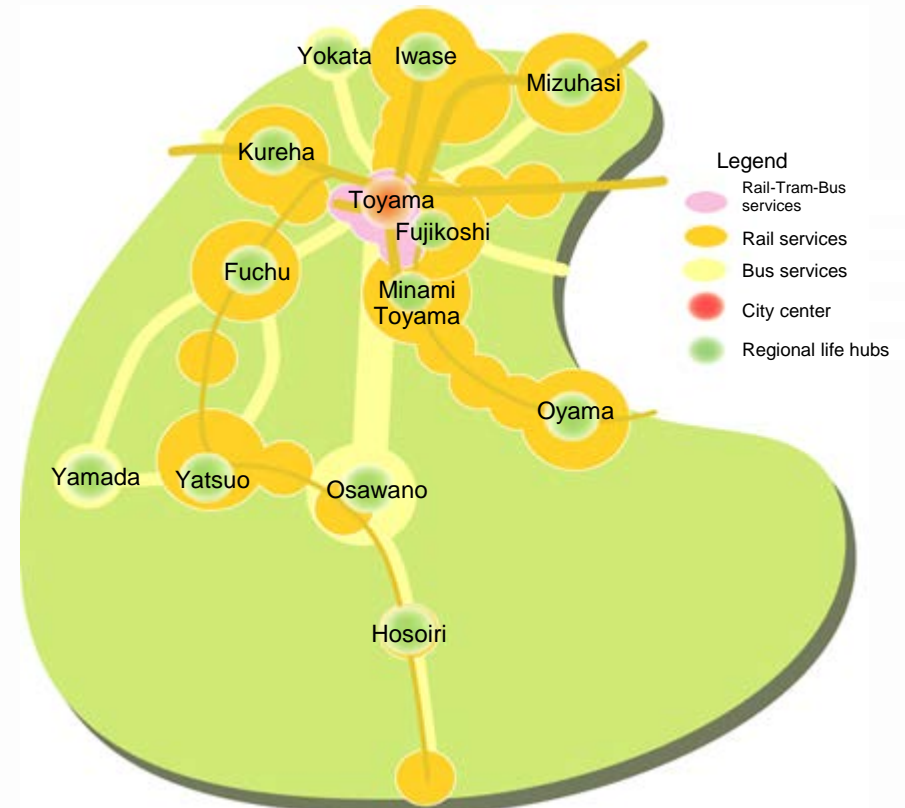 Yokata
Iwase
Mizuhasi
Kureha
Toyama
Fujikoshi
Fuchu
Minami
Toyama
Oyama
Yamada
Yatsuo
Osawano
Hosoiri
Legend
Rail-Tram-Bus
services
Rail services
Bus services
City center
Regional life hubs